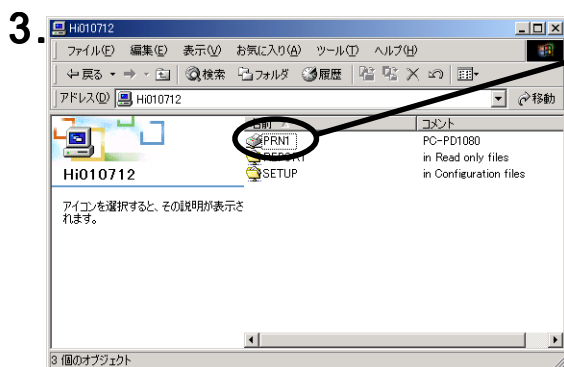 3.
Hi010712
ファイル(F) 編集(E) 表示(V) お気に入り(A) ツール(T) ヘルプ(H)
戻る 検索 フォルダ 履歴
アドレス(D) Hi010712 移動
名前 コメント
PRN1 PC-PD1080
REPORT in Read only files
SETUP in Configuration files
Hi010712
アイコンを選択すると、その説明が表示さ
れます。
3 個のオブジェクト